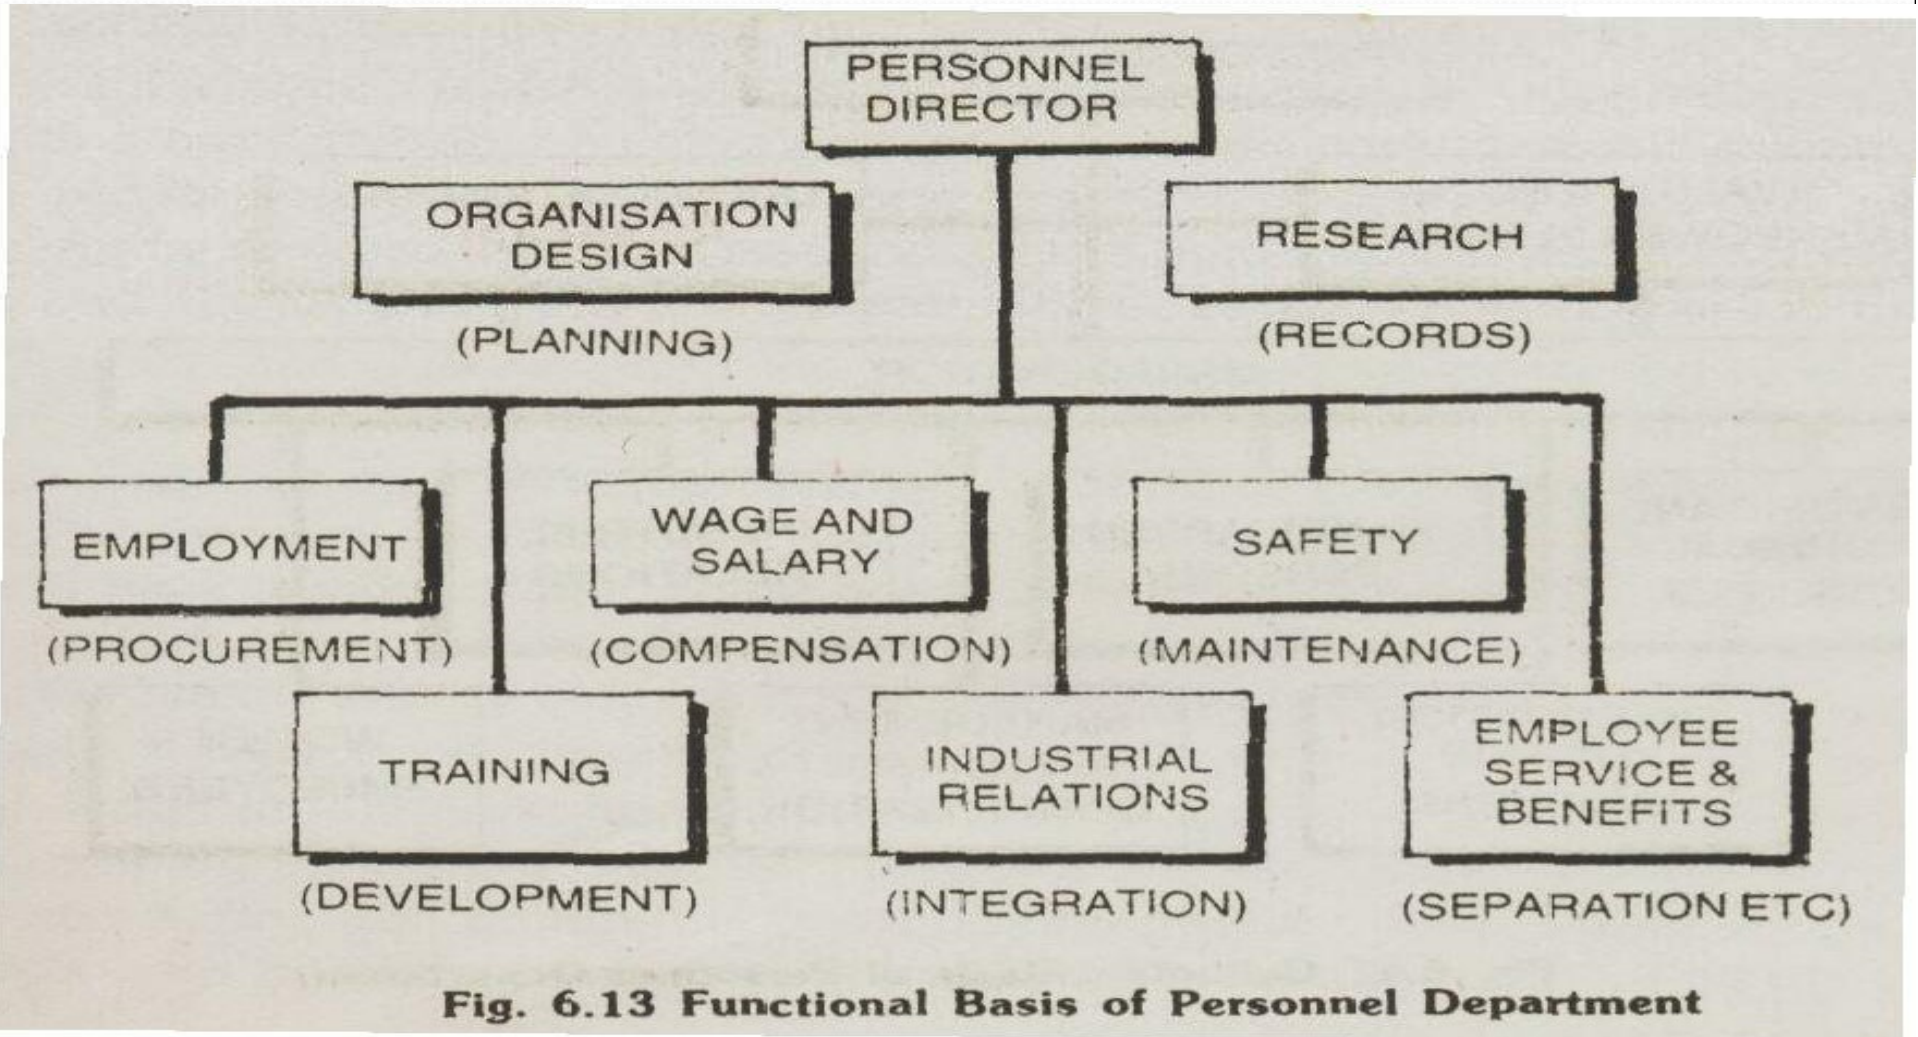 PERSONNEL
DIRECTOR
ORGANISATION
DESIGN
(PLANNING)
RESEARCH
(RECORDS)
EMPLOYMENT
(PROCUREMENT)
WAGE AND
SALARY
(COMPENSATION)
SAFETY
(MAINTENANCE)
TRAINING
(DEVELOPMENT)
INDUSTRIAL
RELATIONS
(INTEGRATION)
EMPLOYEE
SERVICE &
BENEFITS
(SEPARATION ETC)
Fig. 6.13 Functional Basis of Personnel Department